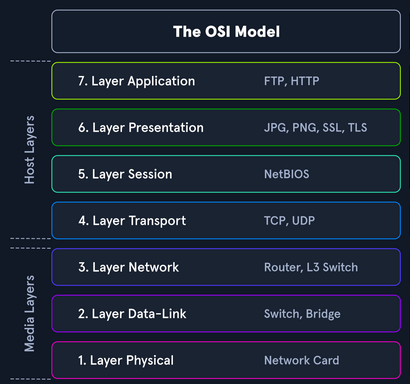 The OSI Model
Host Layers
7. Layer Application FTP, HTTP
6. Layer Presentation JPG, PNG, SSL, TLS
5. Layer Session NetBIOS
4. Layer Transport TCP, UDP
Media Layers
3. Layer Network Router, L3 Switch
2. Layer Data-Link Switch, Bridge
1. Layer Physical Network Card